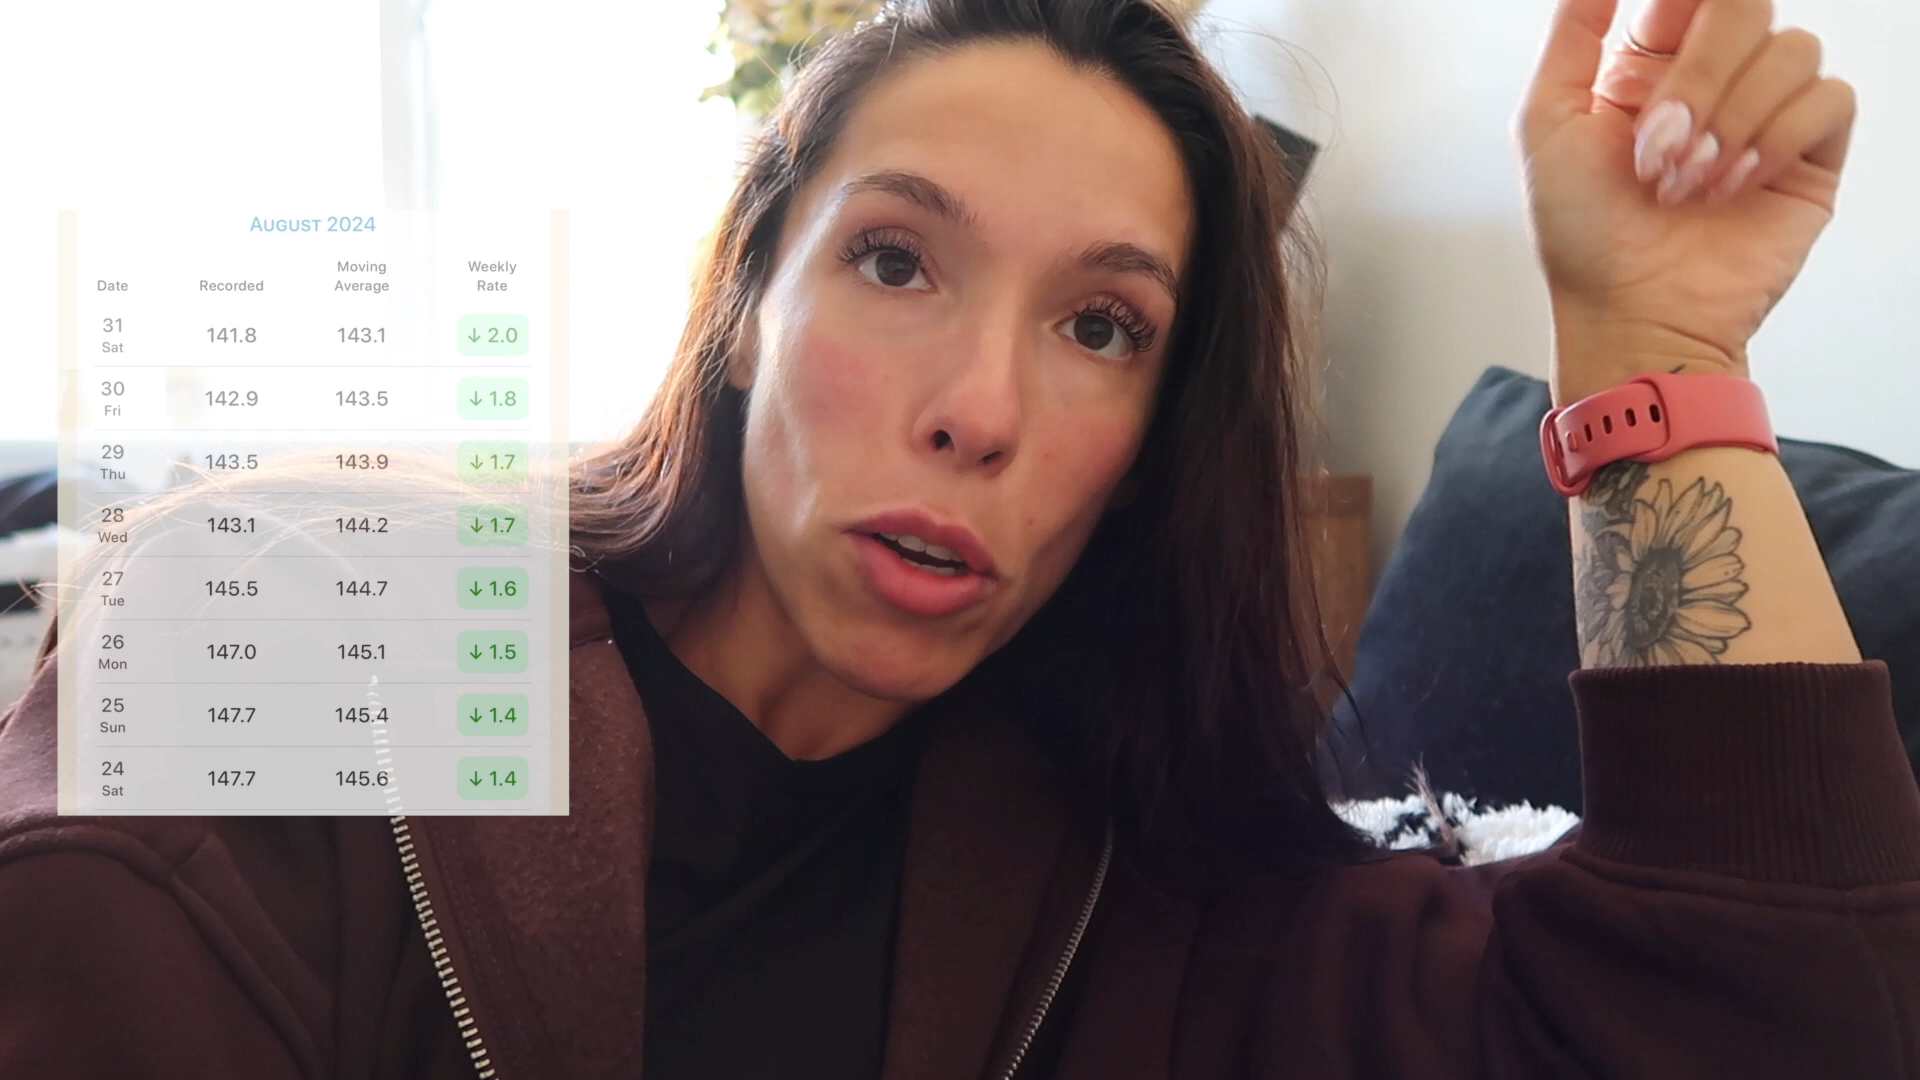 AUGUST 2024
Date Recorded Moving Average Weekly Rate
31 Sat 141.8 143.1 ↓ 2.0
30 Fri 142.9 143.5 ↓ 1.8
29 Thu 143.5 143.9 ↓ 1.7
28 Wed 143.1 144.2 ↓ 1.7
27 Tue 145.5 144.7 ↓ 1.6
26 Mon 147.0 145.1 ↓ 1.5
25 Sun 147.7 145.4 ↓ 1.4
24 Sat 147.7 145.6 ↓ 1.4